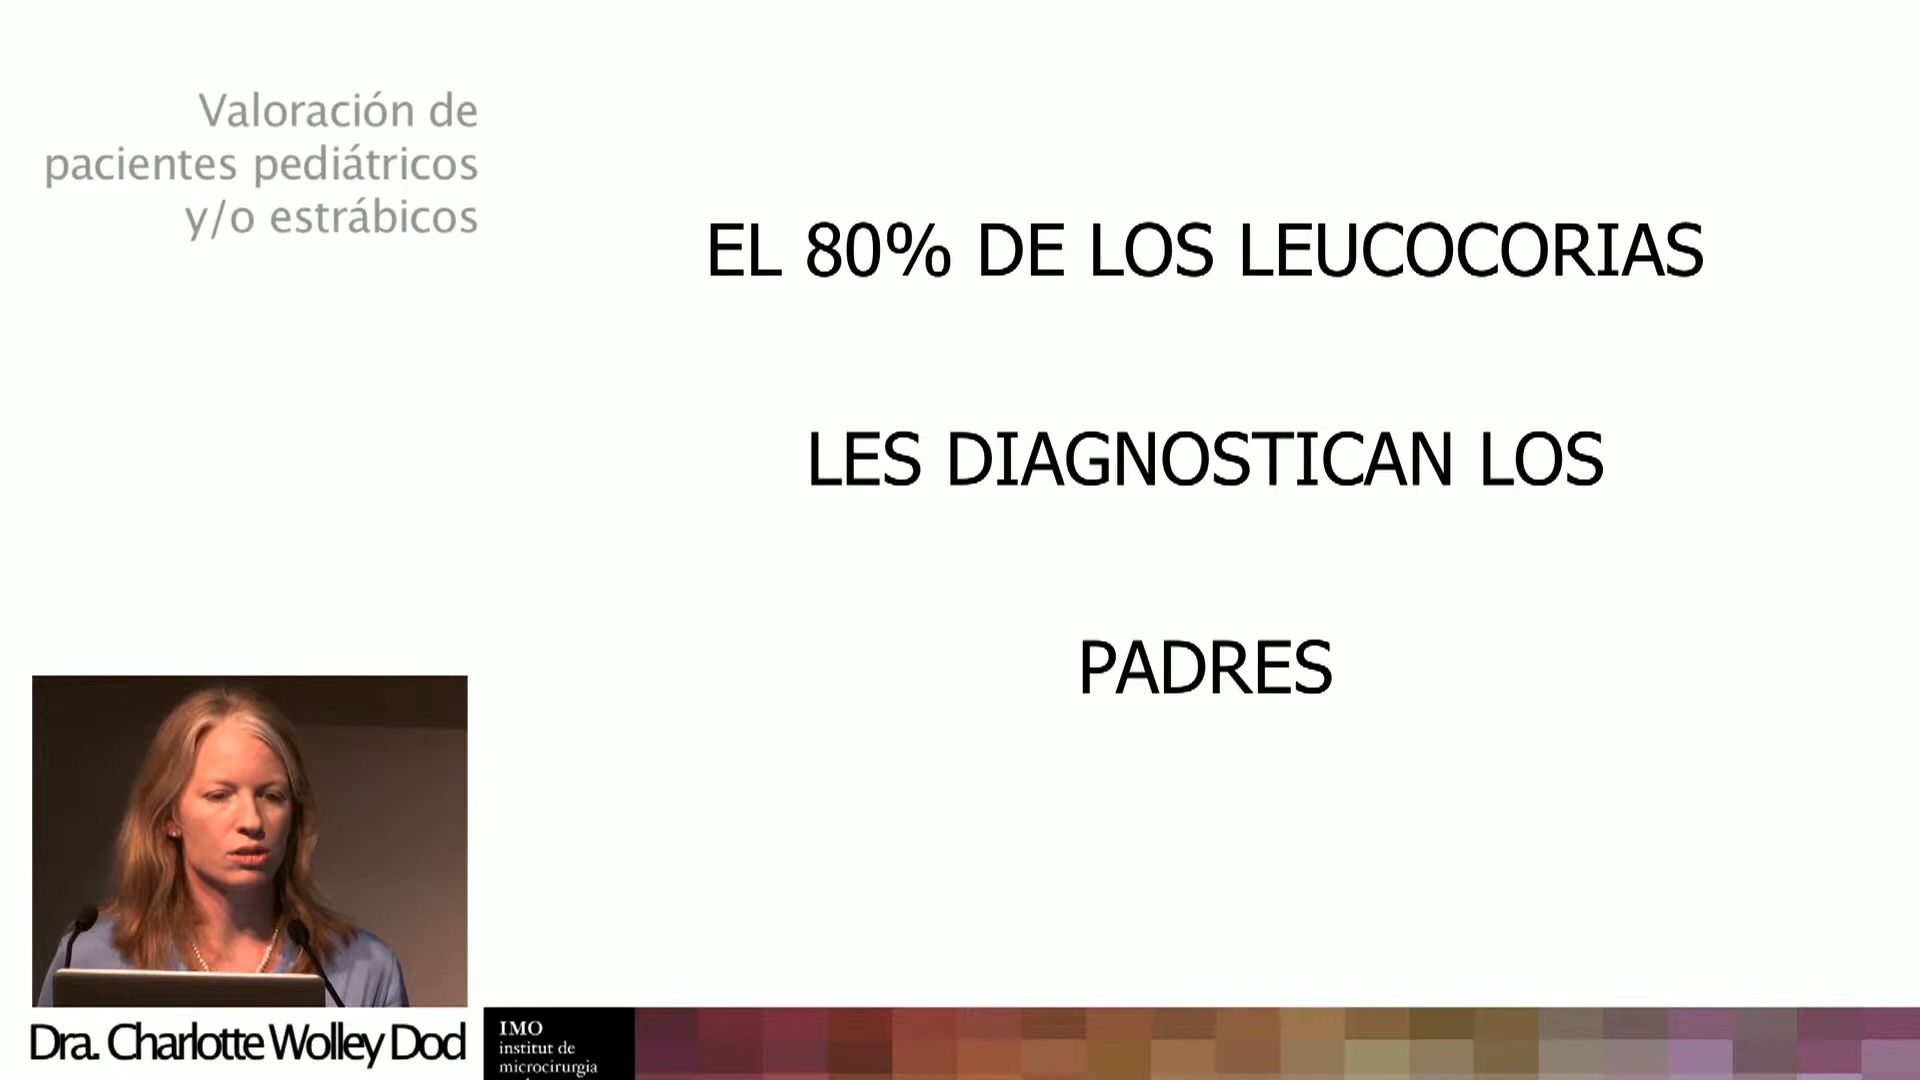 Valoración de
pacientes pediátricos
y/o estrábicos
EL 80% DE LOS LEUCOCORIAS
LES DIAGNOSTICAN LOS
PADRES
Dra. Charlotte Wolley Dod
IMO
institut de
microcirurgia